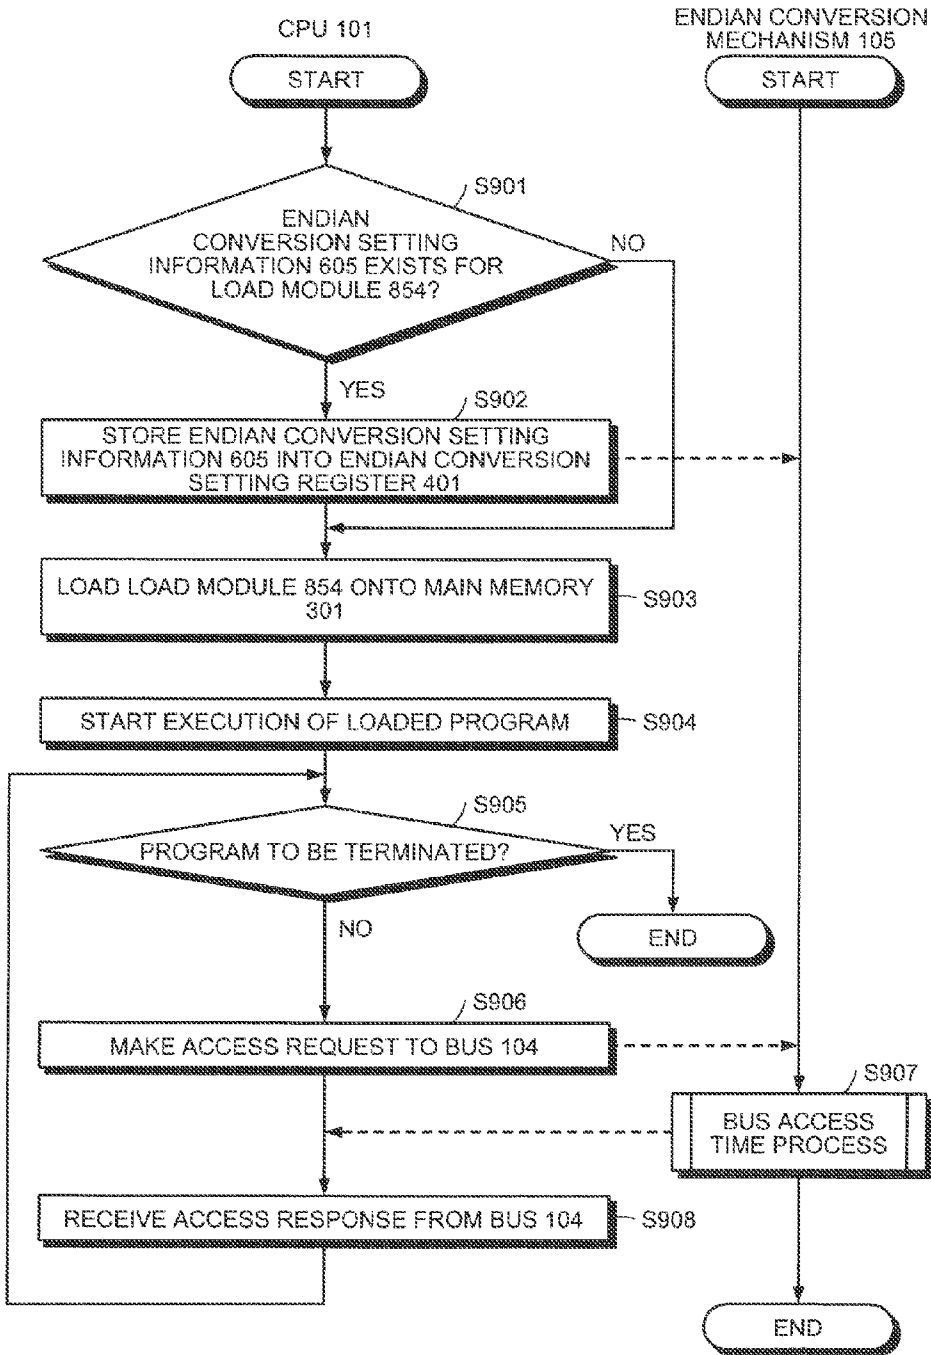 CPU 101
ENDIAN CONVERSION
MECHANISM 105
START
START
S901
ENDIAN
CONVERSION SETTING
INFORMATION 605 EXISTS FOR
LOAD MODULE 854?
NO
YES
S902
STORE ENDIAN CONVERSION SETTING
INFORMATION 605 INTO ENDIAN CONVERSION
SETTING REGISTER 401
LOAD LOAD MODULE 854 ONTO MAIN MEMORY
301
S903
START EXECUTION OF LOADED PROGRAM
S904
S905
PROGRAM TO BE TERMINATED?
YES
NO
END
S906
MAKE ACCESS REQUEST TO BUS 104
S907
BUS ACCESS
TIME PROCESS
RECEIVE ACCESS RESPONSE FROM BUS 104
S908
END